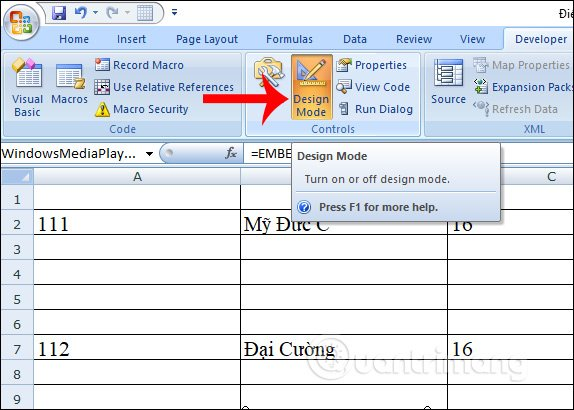 Điể
Home Insert Page Layout Formulas Data Review View Developer
Visual Basic
Macros
Record Macro
Use Relative References
Macro Security
Code
Insert
Design Mode
Properties
View Code
Run Dialog
Controls
Source
Map Properties
Expansion Packs
Refresh Data
XML
WindowsMediaPlay... fx =EMBE
Design Mode
Turn on or off design mode.
Press F1 for more help.
A C
1
2 111 Mỹ Đức C 16
3
4
5
6
7 112 Đại Cường 16
8
9
Quantrimang